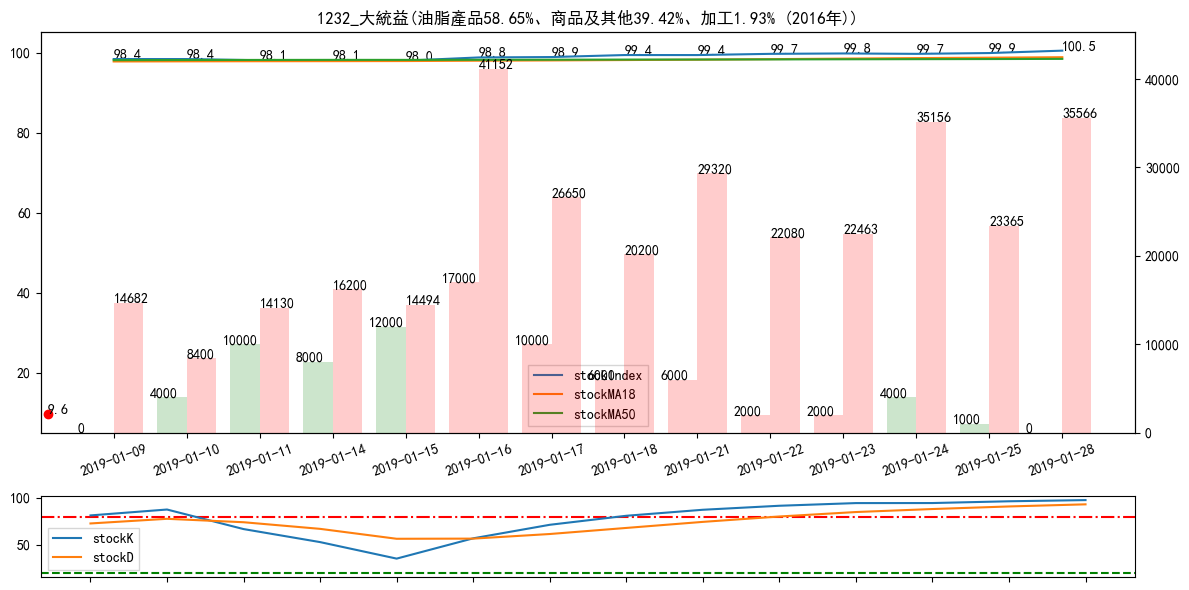 1232_大統益(油脂產品58.65%、商品及其他39.42%、加工1.93% (2016年))
98.4 98.4 98.1 98.1 98.0 98.8 98.9 99.4 99.4 99.7 99.8 99.7 99.9 100.5
100 80 60 40 20
40000 30000 20000 10000 0
14682 8400 14130 16200 14494 41152 26650 20200 29320 22080 22463 35156 23365 35566
0 4000 10000 8000 12000 17000 10000 6000 6000 2000 2000 4000 1000 0
9.6
stockIndex
stockMA18
stockMA50
2019-01-09 2019-01-10 2019-01-11 2019-01-14 2019-01-15 2019-01-16 2019-01-17 2019-01-18 2019-01-21 2019-01-22 2019-01-23 2019-01-24 2019-01-25 2019-01-28
100
50
stockK
stockD